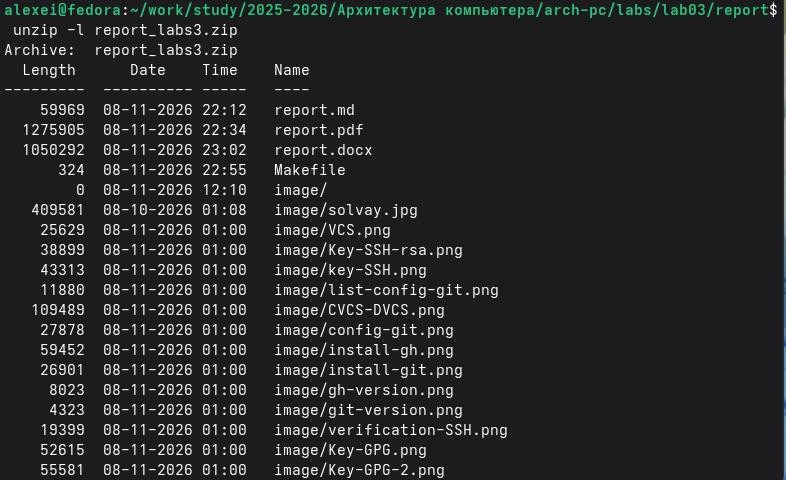 alexei@fedora:~/work/study/2025-2026/Архитектура компьютера/arch-pc/labs/lab03/report$
unzip -l report_labs3.zip
Archive:  report_labs3.zip
  Length      Date    Time    Name
---------  ---------- -----   ----
    59969  08-11-2026 22:12   report.md
  1275905  08-11-2026 22:34   report.pdf
  1050292  08-11-2026 23:02   report.docx
      324  08-11-2026 22:55   Makefile
        0  08-11-2026 12:10   image/
   409581  08-10-2026 01:08   image/solvay.jpg
    25629  08-11-2026 01:00   image/VCS.png
    38899  08-11-2026 01:00   image/Key-SSH-rsa.png
    43313  08-11-2026 01:00   image/key-SSH.png
    11880  08-11-2026 01:00   image/list-config-git.png
   109489  08-11-2026 01:00   image/CVCS-DVCS.png
    27878  08-11-2026 01:00   image/config-git.png
    59452  08-11-2026 01:00   image/install-gh.png
    26901  08-11-2026 01:00   image/install-git.png
     8023  08-11-2026 01:00   image/gh-version.png
     4323  08-11-2026 01:00   image/git-version.png
    19399  08-11-2026 01:00   image/verification-SSH.png
    52615  08-11-2026 01:00   image/Key-GPG.png
    55581  08-11-2026 01:00   image/Key-GPG-2.png